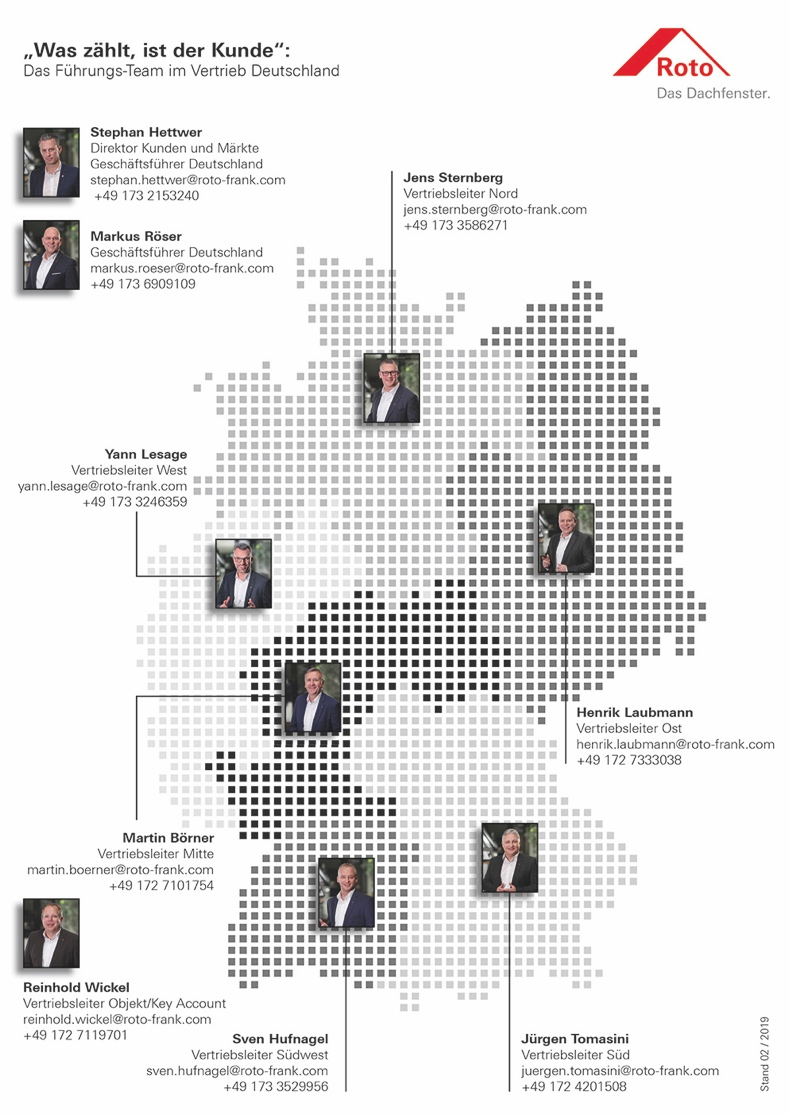 „Was zählt, ist der Kunde“:
Das Führungs-Team im Vertrieb Deutschland
Roto
Das Dachfenster.
Stephan Hettwer
Direktor Kunden und Märkte
Geschäftsführer Deutschland
stephan.hettwer@roto-frank.com
+49 173 2153240
Markus Röser
Geschäftsführer Deutschland
markus.roeser@roto-frank.com
+49 173 6909109
Jens Sternberg
Vertriebsleiter Nord
jens.sternberg@roto-frank.com
+49 173 3586271
Yann Lesage
Vertriebsleiter West
yann.lesage@roto-frank.com
+49 173 3246359
Henrik Laubmann
Vertriebsleiter Ost
henrik.laubmann@roto-frank.com
+49 172 7333038
Martin Börner
Vertriebsleiter Mitte
martin.boerner@roto-frank.com
+49 172 7101754
Reinhold Wickel
Vertriebsleiter Objekt/Key Account
reinhold.wickel@roto-frank.com
+49 172 7119701
Sven Hufnagel
Vertriebsleiter Südwest
sven.hufnagel@roto-frank.com
+49 173 3529956
Jürgen Tomasini
Vertriebsleiter Süd
juergen.tomasini@roto-frank.com
+49 172 4201508
Stand 02 / 2019